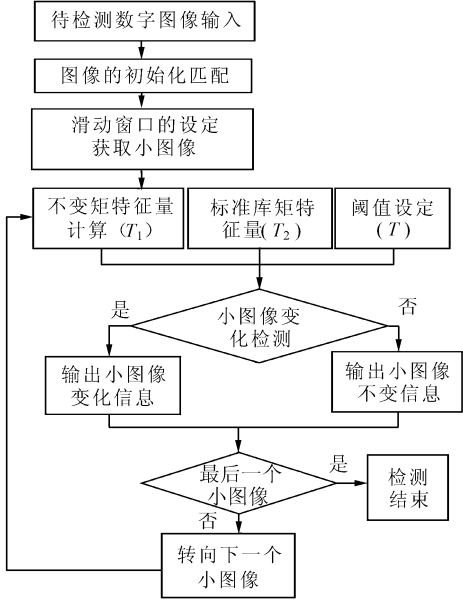 待检测数字图像输入
图像的初始化匹配
滑动窗口的设定
获取小图像
不变矩特征量
计算（T1）
标准库矩特
征量(T2)
阈值设定
(T)
小图像变
化检测
是
否
输出小图像
变化信息
输出小图像
不变信息
最后一个
小图像
是
检测
结束
否
转向下一个
小图像